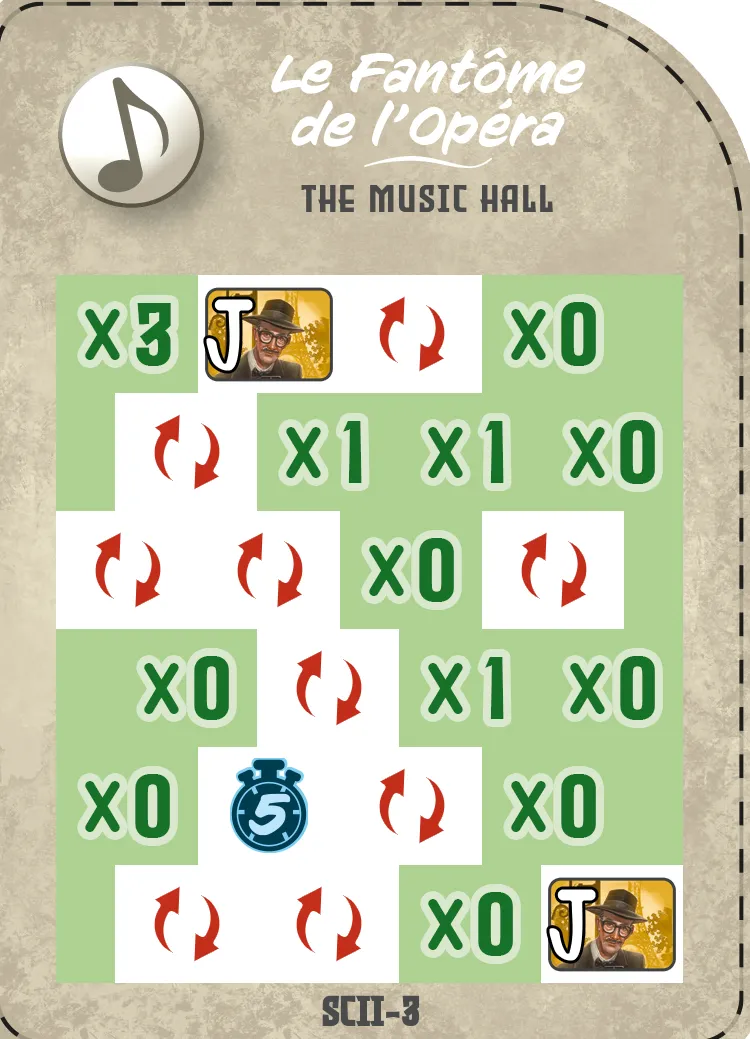 Le Fantôme
de l'Opéra
THE MUSIC HALL
X3 J X0
X1 X1 X0
X0
X0 X1 X0
X0 5 X0
X0 J
SCII-3